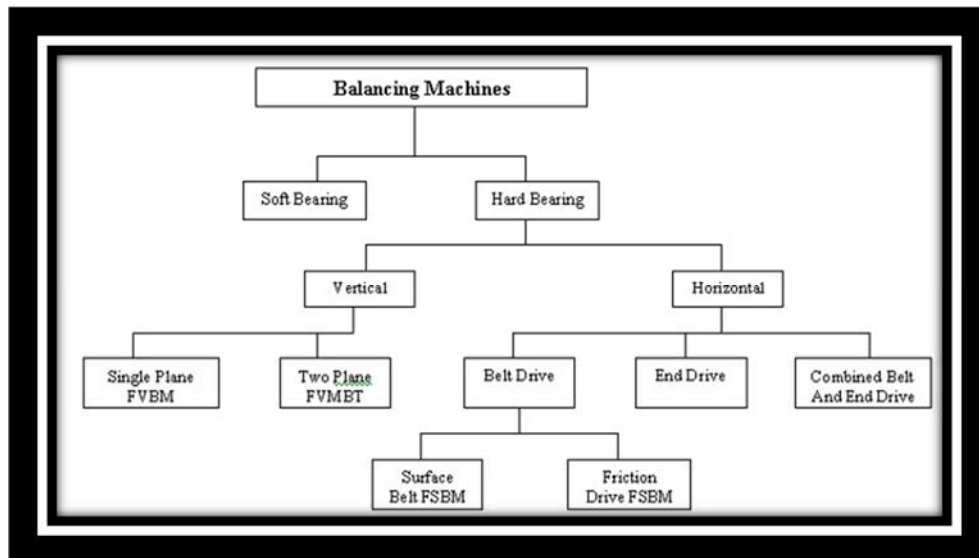 Balancing Machines
Soft Bearing
Hard Bearing
Vertical
Horizontal
Single Plane
FVBM
Two Plane
FVMBT
Belt Drive
End Drive
Combined Belt
And End Drive
Surface
Belt FSBM
Friction
Drive FSBM